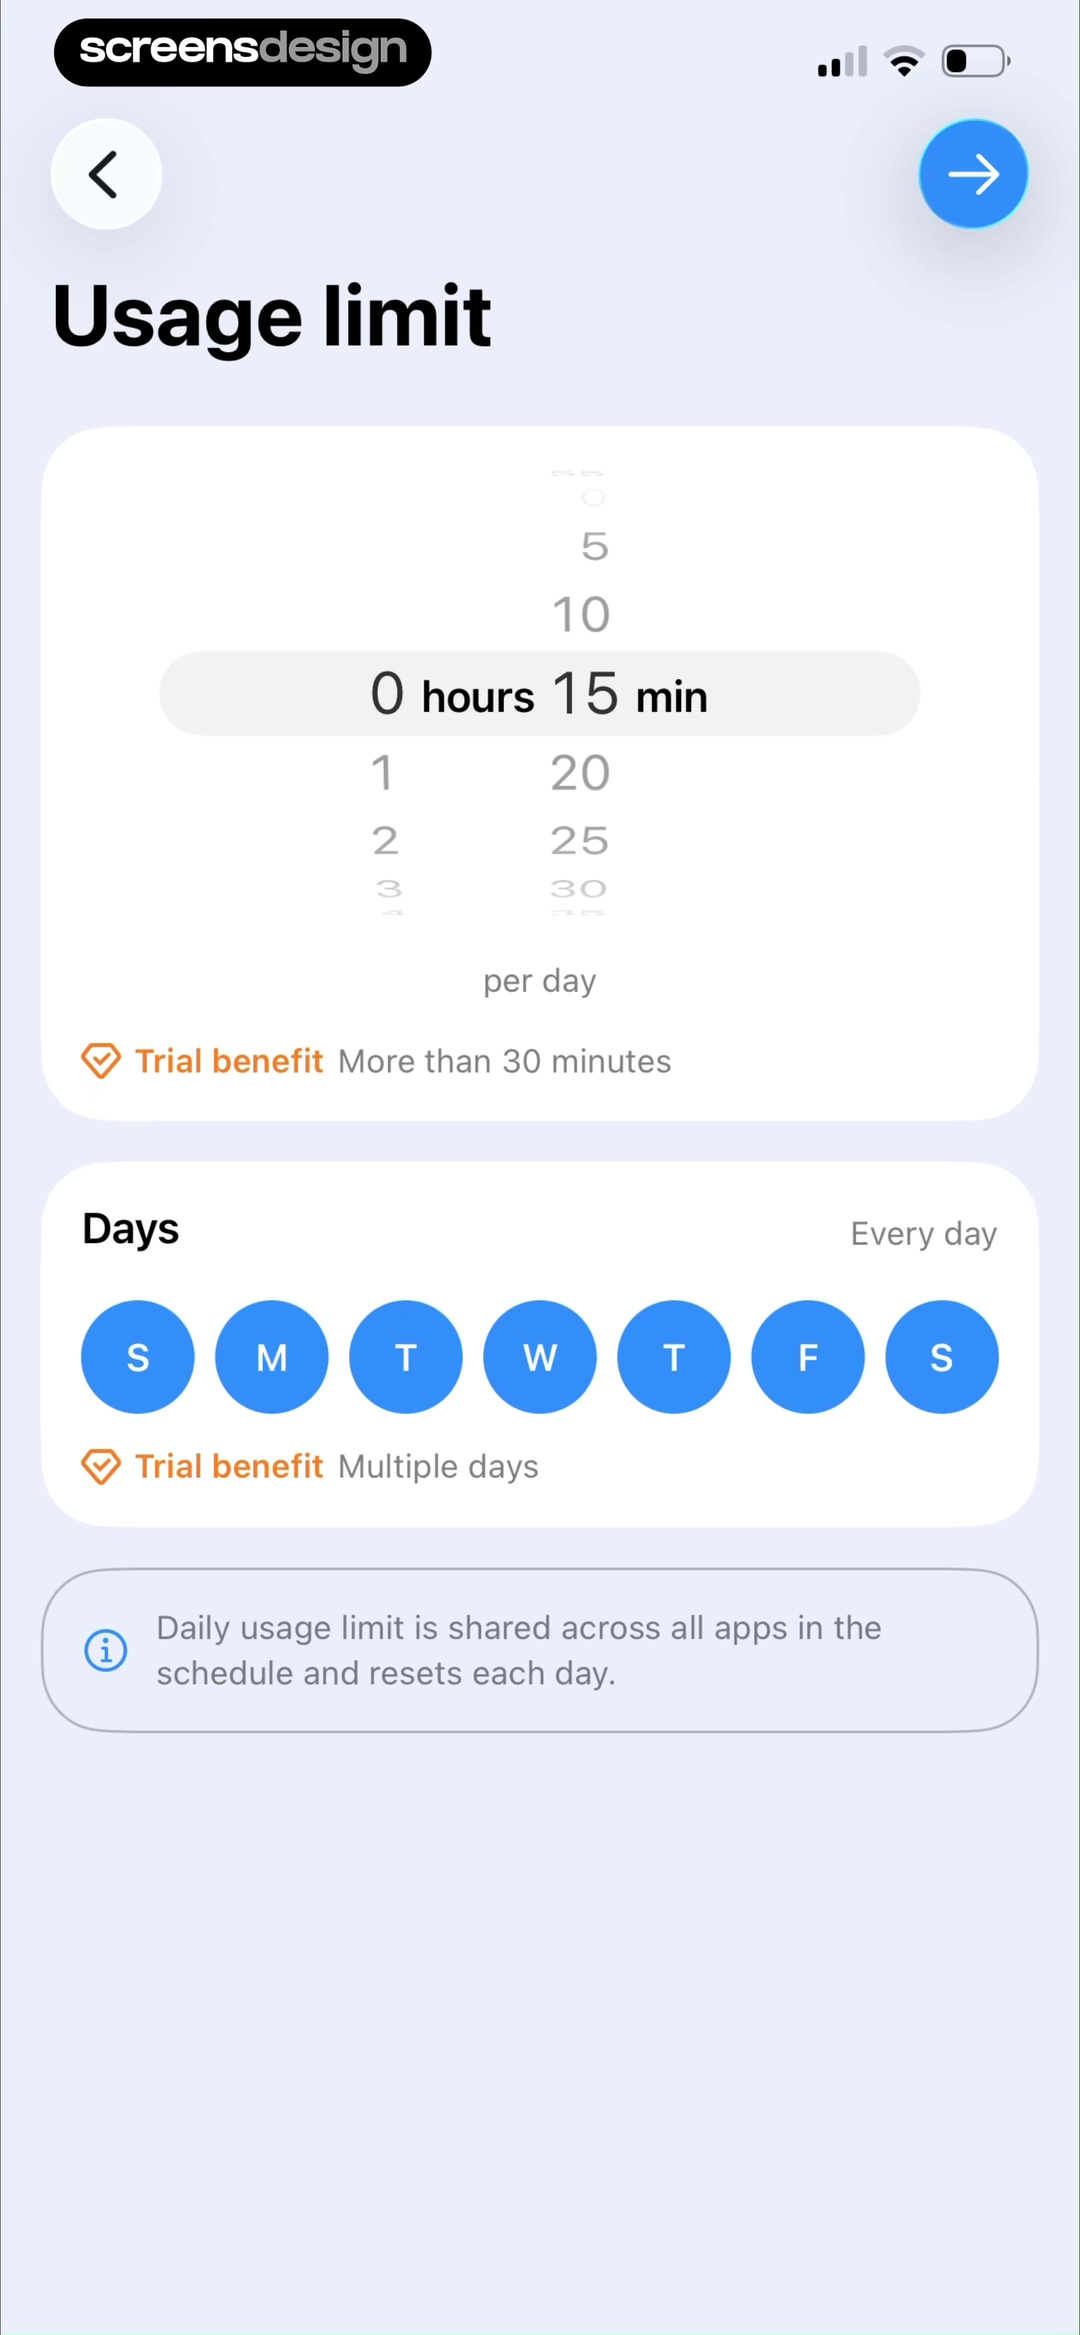 screensdesign
Usage limit
0
5
10
0 hours 15 min
1 20
2 25
3 30
4 35
per day
Trial benefit More than 30 minutes
Days Every day
S M T W T F S
Trial benefit Multiple days
Daily usage limit is shared across all apps in the
schedule and resets each day.